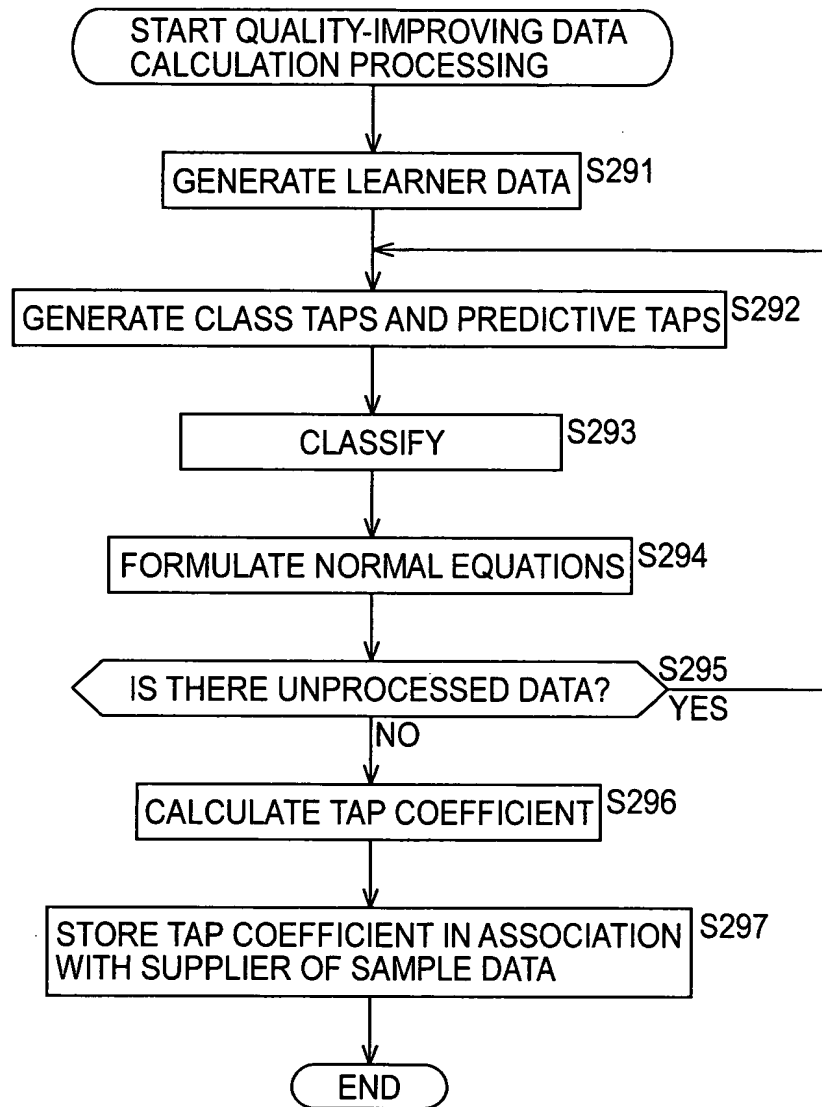 START QUALITY-IMPROVING DATA
CALCULATION PROCESSING
GENERATE LEARNER DATA
S291
GENERATE CLASS TAPS AND PREDICTIVE TAPS
S292
CLASSIFY
S293
FORMULATE NORMAL EQUATIONS
S294
IS THERE UNPROCESSED DATA?
S295
YES
NO
CALCULATE TAP COEFFICIENT
S296
STORE TAP COEFFICIENT IN ASSOCIATION
WITH SUPPLIER OF SAMPLE DATA
S297
END